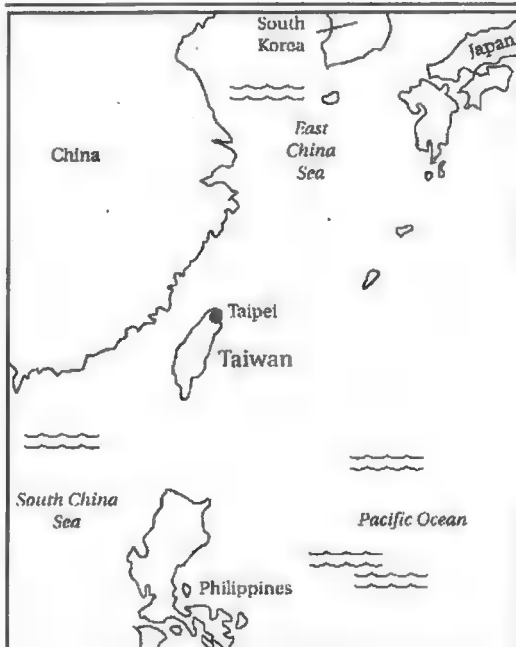 South
Korea
Japan
East
China
Sea
China
Taipei
Taiwan
South China
Sea
Pacific Ocean
Philippines